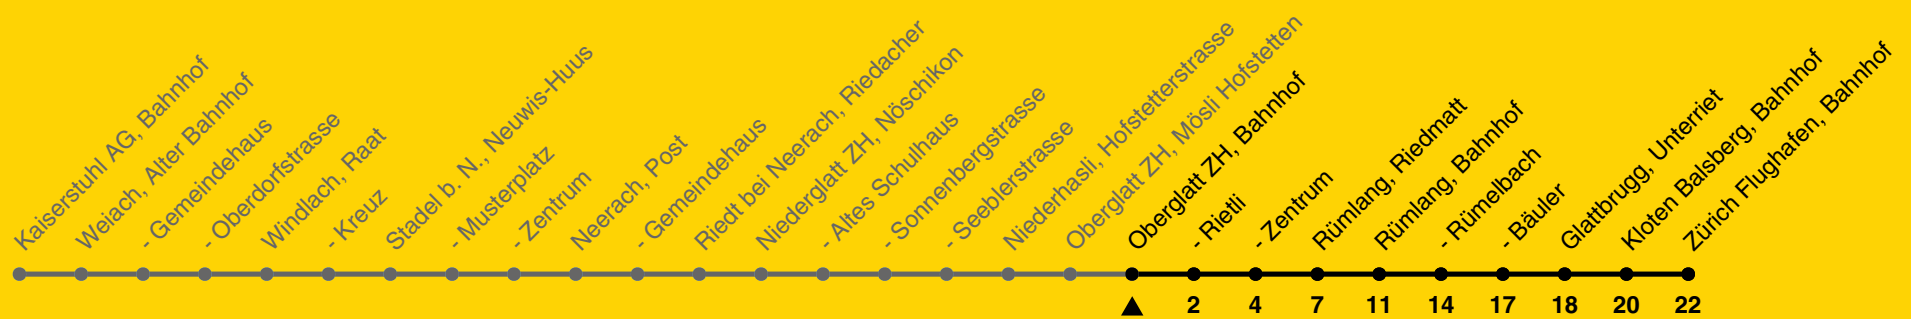 Kaiserstuhl AG, Bahnhof
Weiach, Alter Bahnhof
- Gemeindehaus
- Oberdorfstrasse
Windlach, Raat
- Kreuz
Stadel b. N., Neuwis-Huus
- Musterplatz
- Zentrum
Neerach, Post
- Gemeindehaus
Riedt bei Neerach, Riedacher
Niederglatt ZH, Nöschikon
- Altes Schulhaus
- Sonnenbergstrasse
- Seeblerstrasse
Niederhasli, Hofstetterstrasse
Oberglatt ZH, Mösli Hofstetten
Oberglatt ZH, Bahnhof
- Rietli
- Zentrum
Rümlang, Riedmatt
Rümlang, Bahnhof
- Rümelbach
- Bäuler
Glattbrugg, Unterriet
Kloten Balsberg, Bahnhof
Zürich Flughafen, Bahnhof
2 4 7 11 14 17 18 20 22